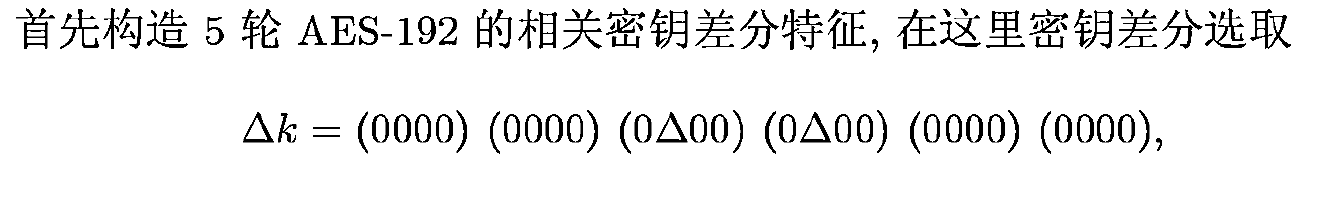 首先构造 5 轮 AES-192 的相关密钥差分特征, 在这里密钥差分选取
Δk = (0000) (0000) (0Δ00) (0Δ00) (0000) (0000),